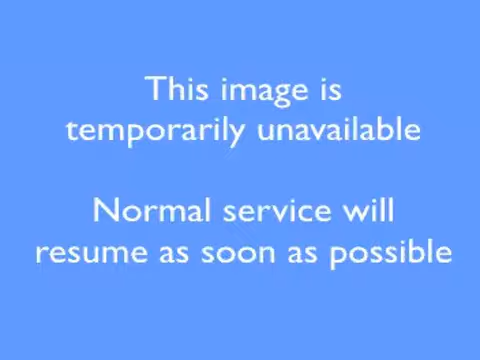 This image is
temporarily unavailable
Normal service will
resume as soon as possible